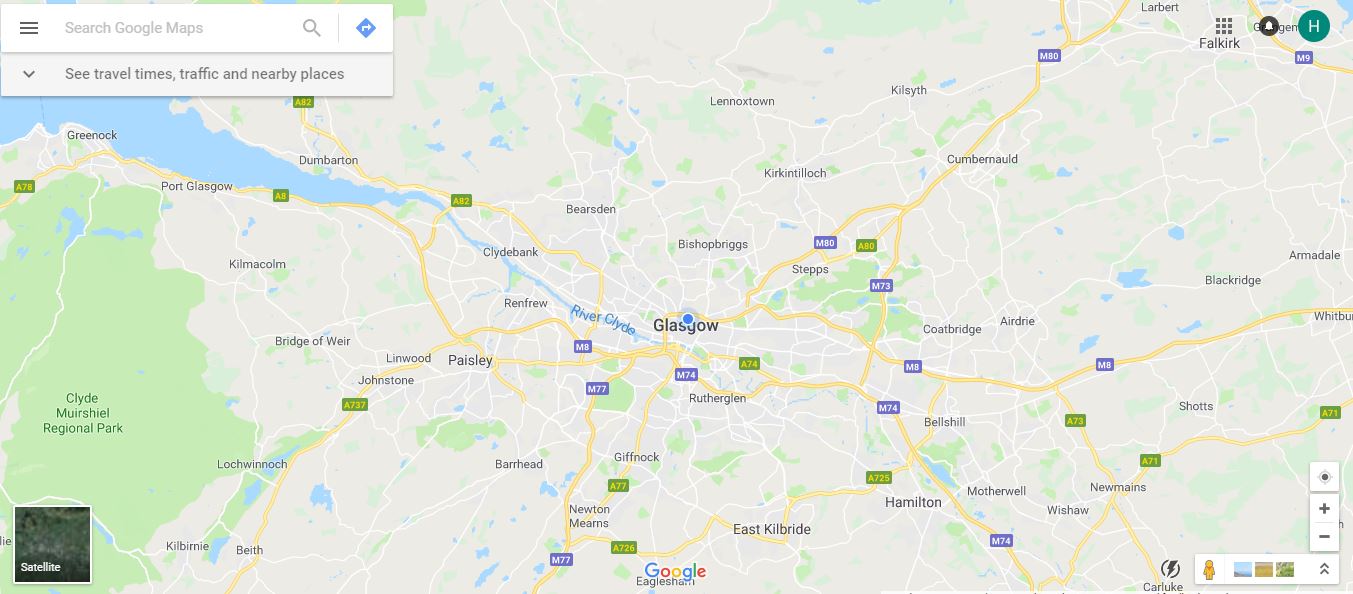 Search Google Maps
See travel times, traffic and nearby places
Larbert
Falkirk
H
M80
M9
Kilsyth
Lennoxtown
A82
Greenock
Dumbarton
Cumbernauld
Kirkintilloch
A78
Port Glasgow
A8
A82
Bearsden
Bishopbriggs
M80
A80
Clydebank
Armadale
Kilmacolm
Stepps
Blackridge
M73
Renfrew
River Clyde
Glasgow
Airdrie
Coatbridge
Bridge of Weir
M8
Linwood
Paisley
A74
M8
M8
Johnstone
M74
M77
Rutherglen
Clyde
Muirshiel
Regional Park
A737
M74
Shotts
A71
Bellshill
A73
Lochwinnoch
Barrhead
Giffnock
A71
A77
A725
Motherwell
Newmains
Hamilton
Newton
Mearns
Wishaw
East Kilbride
Kilbirnie
Beith
A726
M77
M74
Satellite
Google
Eaglesham
Carluke